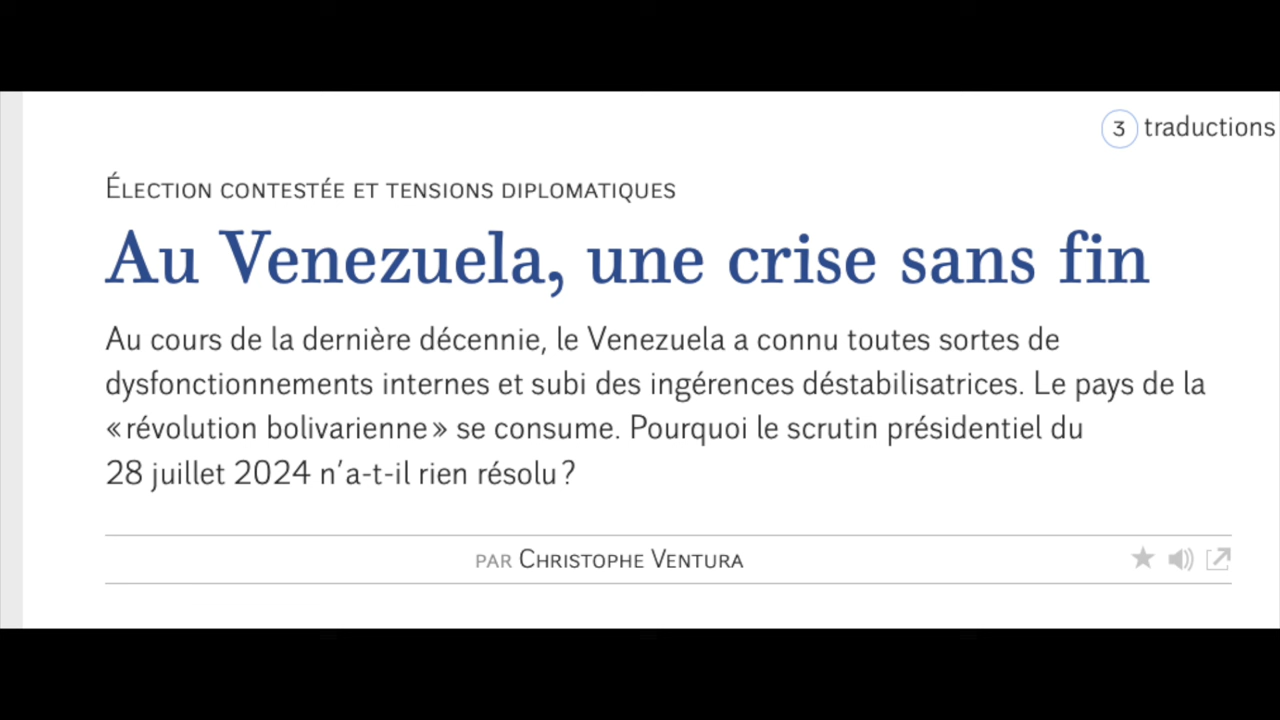 3 traductions
Élection contestée et tensions diplomatiques
Au Venezuela, une crise sans fin
Au cours de la dernière décennie, le Venezuela a connu toutes sortes de
dysfonctionnements internes et subi des ingérences déstabilisatrices. Le pays de la
« révolution bolivarienne » se consume. Pourquoi le scrutin présidentiel du
28 juillet 2024 n’a-t-il rien résolu ?
par Christophe Ventura